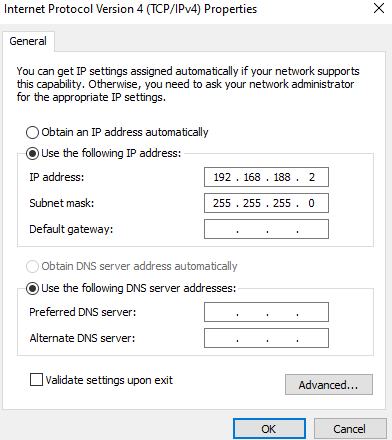 Internet Protocol Version 4 (TCP/IPv4) Properties
General
You can get IP settings assigned automatically if your network supports
this capability. Otherwise, you need to ask your network administrator
for the appropriate IP settings.
Obtain an IP address automatically
Use the following IP address:
IP address: 192 . 168 . 188 . 2
Subnet mask: 255 . 255 . 255 . 0
Default gateway: . . .
Obtain DNS server address automatically
Use the following DNS server addresses:
Preferred DNS server: . . .
Alternate DNS server: . . .
Validate settings upon exit
Advanced...
OK Cancel